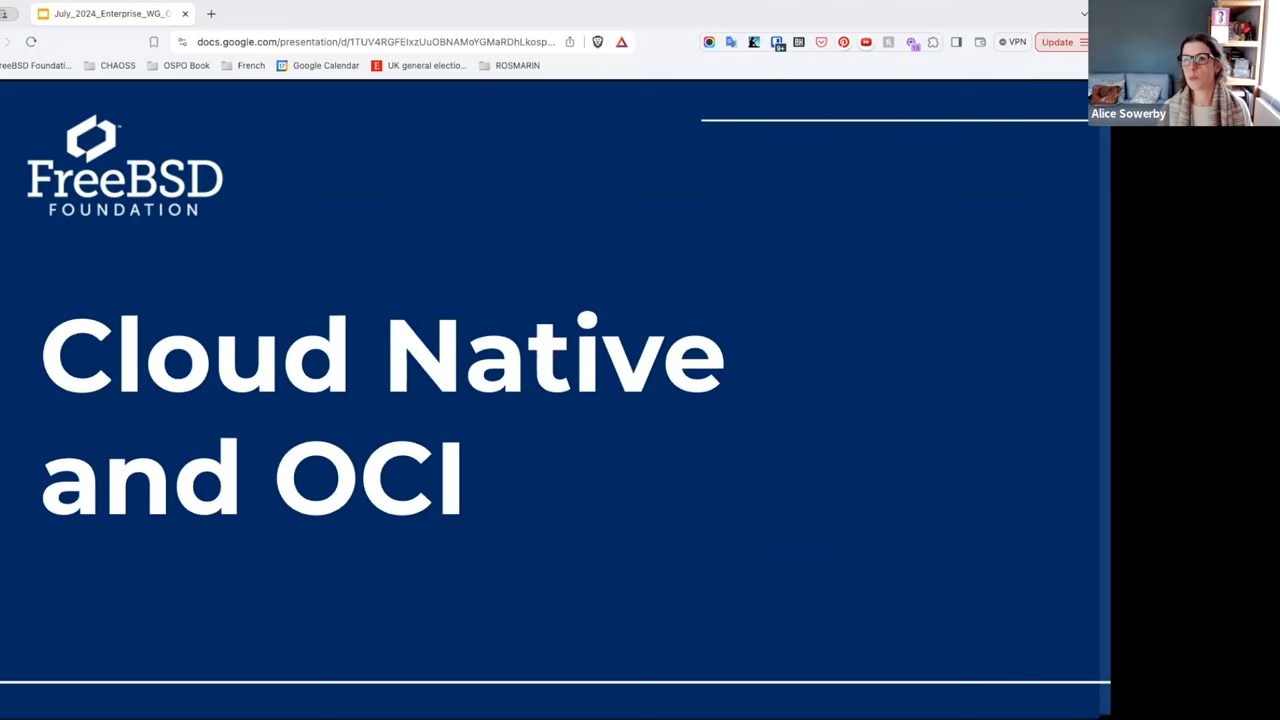 July_2024_Enterprise_WG_C
docs.google.com/presentation/d/1TUV4RGFEIxzUuOBNAMoYGMaRDhLkosp...
VPN
Update
reeBSD Foundati...
CHAOSS
OSPO Book
French
Google Calendar
UK general electio...
ROSMARIN
Alice Sowerby
FreeBSD
FOUNDATION
Cloud Native
and OCI